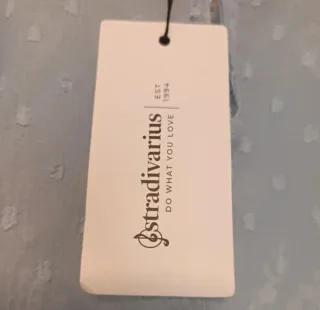 stradivarius
EST
1994
DO WHAT YOU LOVE